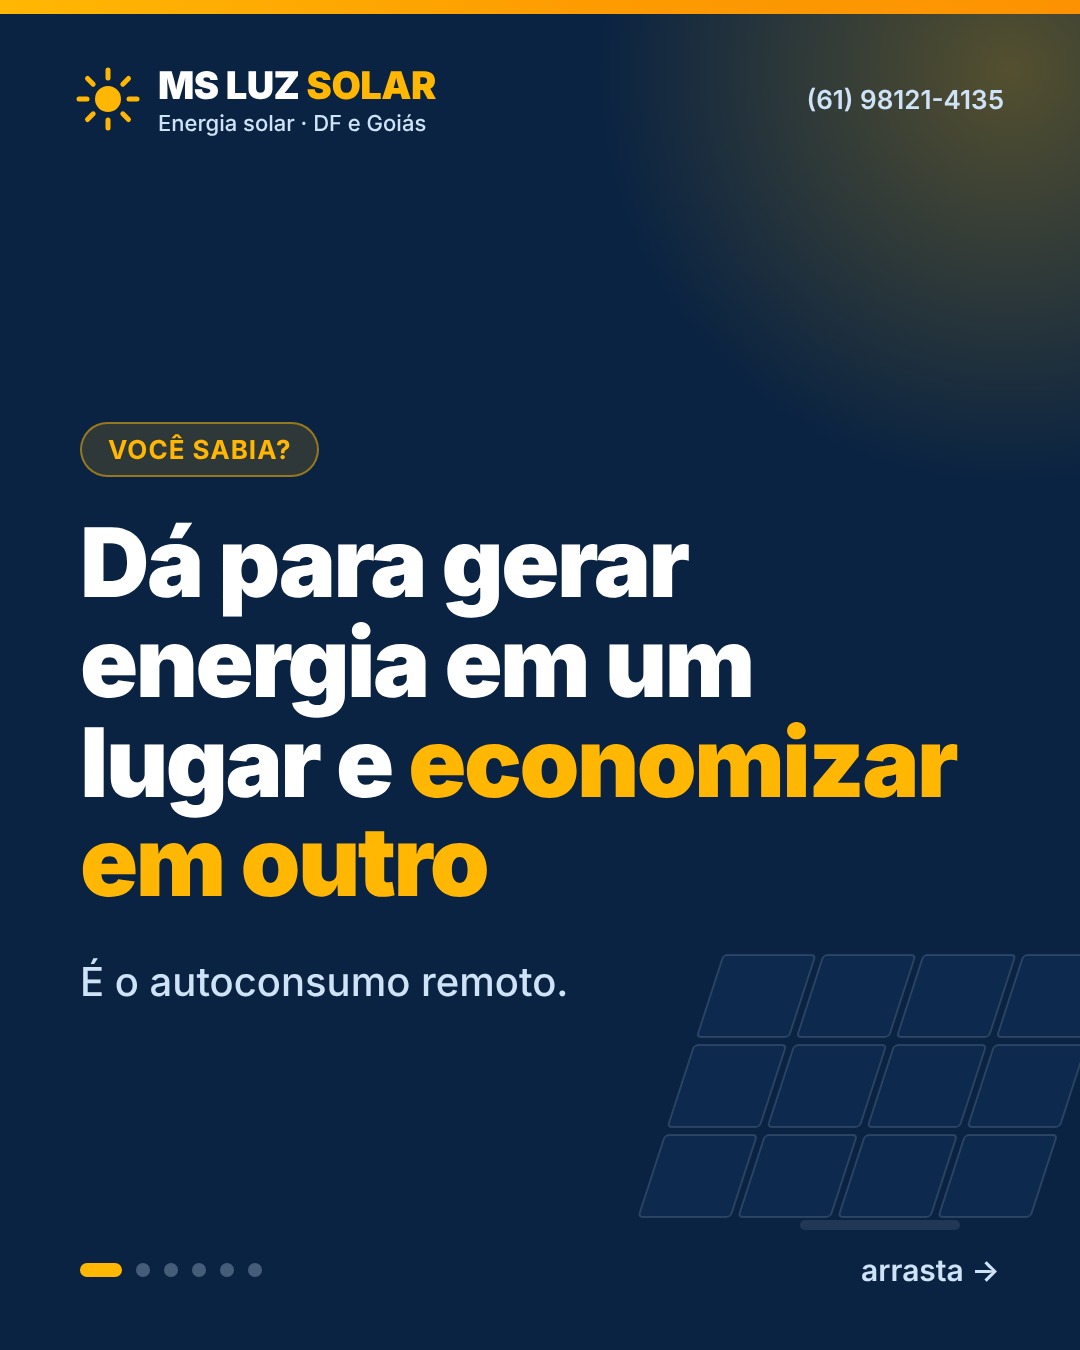 MS LUZ SOLAR
Energia solar · DF e Goiás
(61) 98121-4135
VOCÊ SABIA?
Dá para gerar
energia em um
lugar e economizar
em outro
É o autoconsumo remoto.
arrasta →